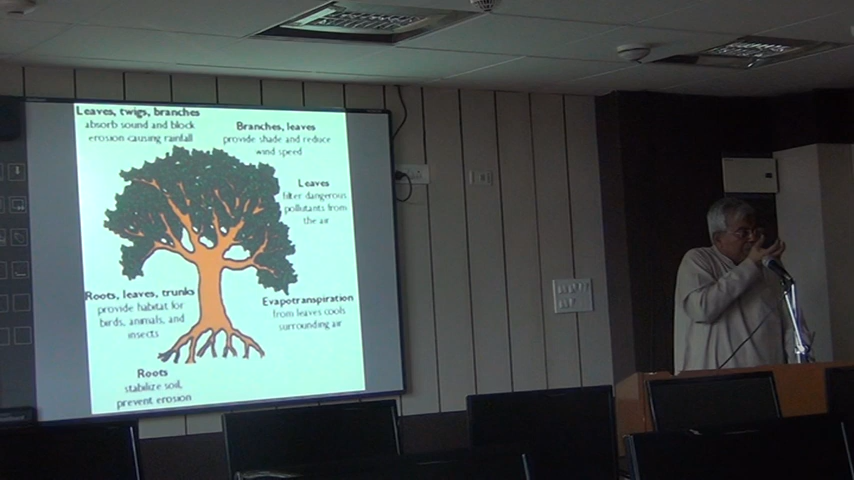 Leaves, twigs, branches
absorb sound and block
erosion causing rainfall
Branches, leaves
provide shade and reduce
wind speed
Leaves
filter dangerous
pollutants from
the air
Roots, leaves, trunks
provide habitat for
birds, animals, and
insects
Evapotranspiration
from leaves cools
surrounding air
Roots
stabilize soil,
prevent erosion